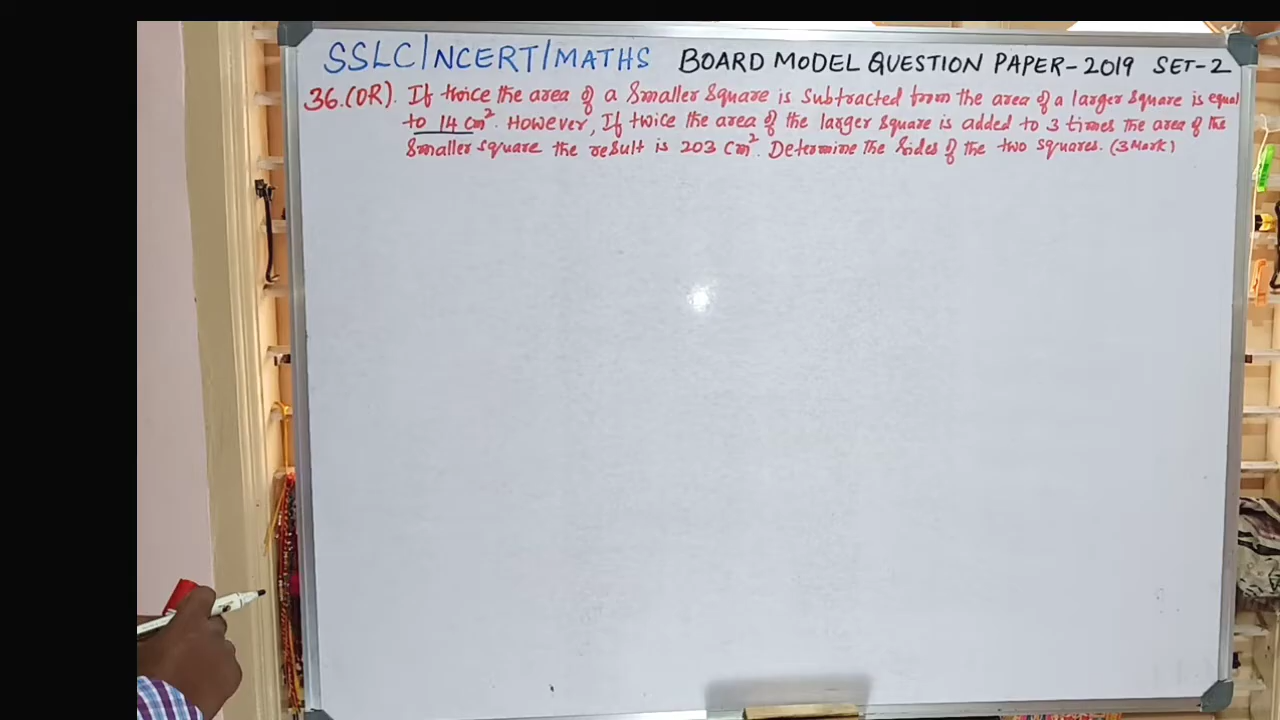 SSLC/NCERT/MATHS BOARD MODEL QUESTION PAPER-2019 SET-2
36.(OR). If twice the area of a Smaller Square is Subtracted from the area of a larger Square is equal
to 14 cm². However, If twice the area of the larger Square is added to 3 times the area of the
Smaller square the result is 203 cm². Determine the Sides of the two squares. (3 Mark)